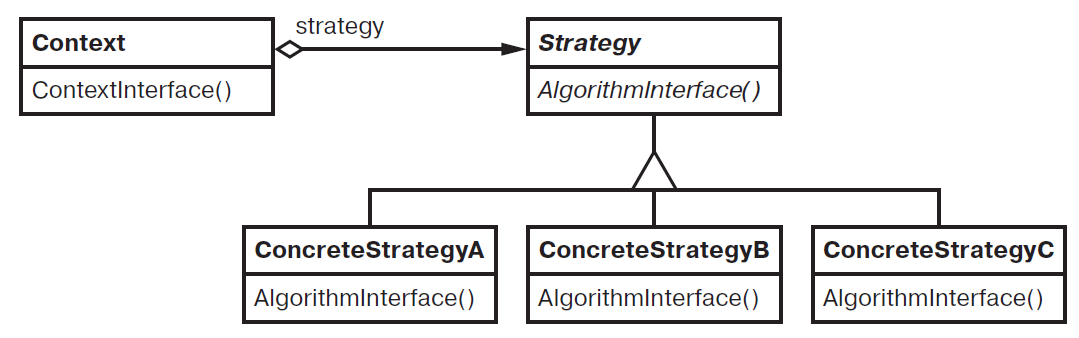 Context
ContextInterface()
strategy
Strategy
AlgorithmInterface()
ConcreteStrategyA
AlgorithmInterface()
ConcreteStrategyB
AlgorithmInterface()
ConcreteStrategyC
AlgorithmInterface()